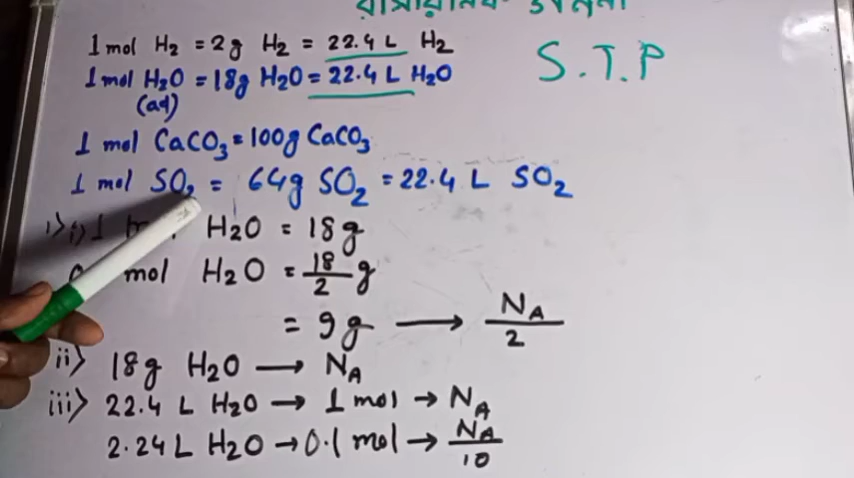 1 mol H₂ = 2g H₂ = 22.4 L H₂
S.T.P
1 mol H₂O = 18g H₂O = 22.4 L H₂O
(aq)
1 mol CaCO₃ = 100g CaCO₃
1 mol SO₂ = 64g SO₂ = 22.4 L SO₂
i) 1 H₂O = 18g
mol H₂O = 18/2 g
= 9g ⟶ N_A/2
ii) 18g H₂O ⟶ N_A
iii) 22.4 L H₂O → 1 mol → N_A
2.24 L H₂O → 0.1 mol → N_A/10